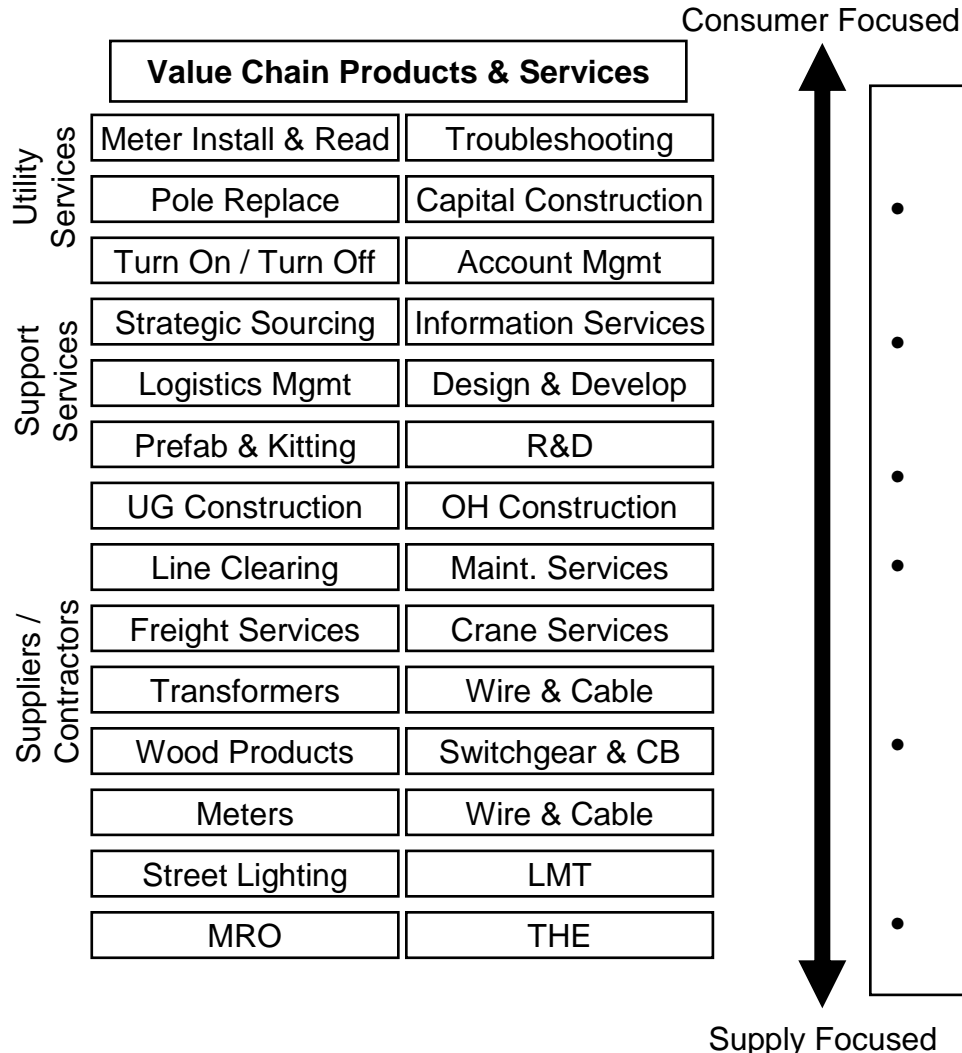 Consumer Focused
Value Chain Products & Services
Utility
Services
Meter Install & Read
Troubleshooting
Pole Replace
Capital Construction
Turn On / Turn Off
Account Mgmt
Support
Services
Strategic Sourcing
Information Services
Logistics Mgmt
Design & Develop
Prefab & Kitting
R&D
Suppliers /
Contractors
UG Construction
OH Construction
Line Clearing
Maint. Services
Freight Services
Crane Services
Transformers
Wire & Cable
Wood Products
Switchgear & CB
Meters
Wire & Cable
Street Lighting
LMT
MRO
THE
Supply Focused